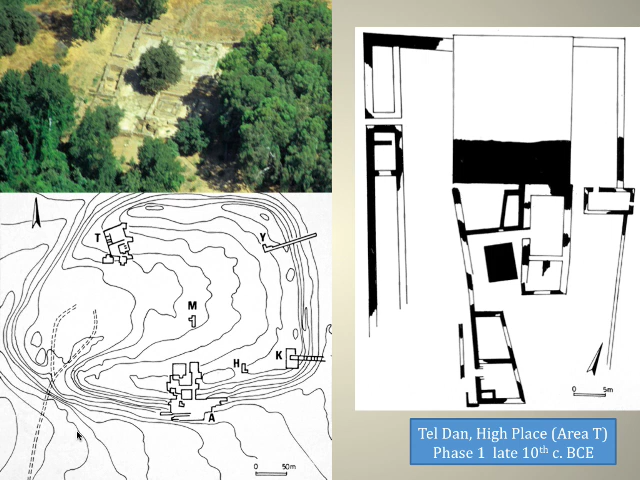 T
Y
M
H
K
A
0 50m
0 5m
Tel Dan, High Place (Area T)
Phase 1 late 10th c. BCE